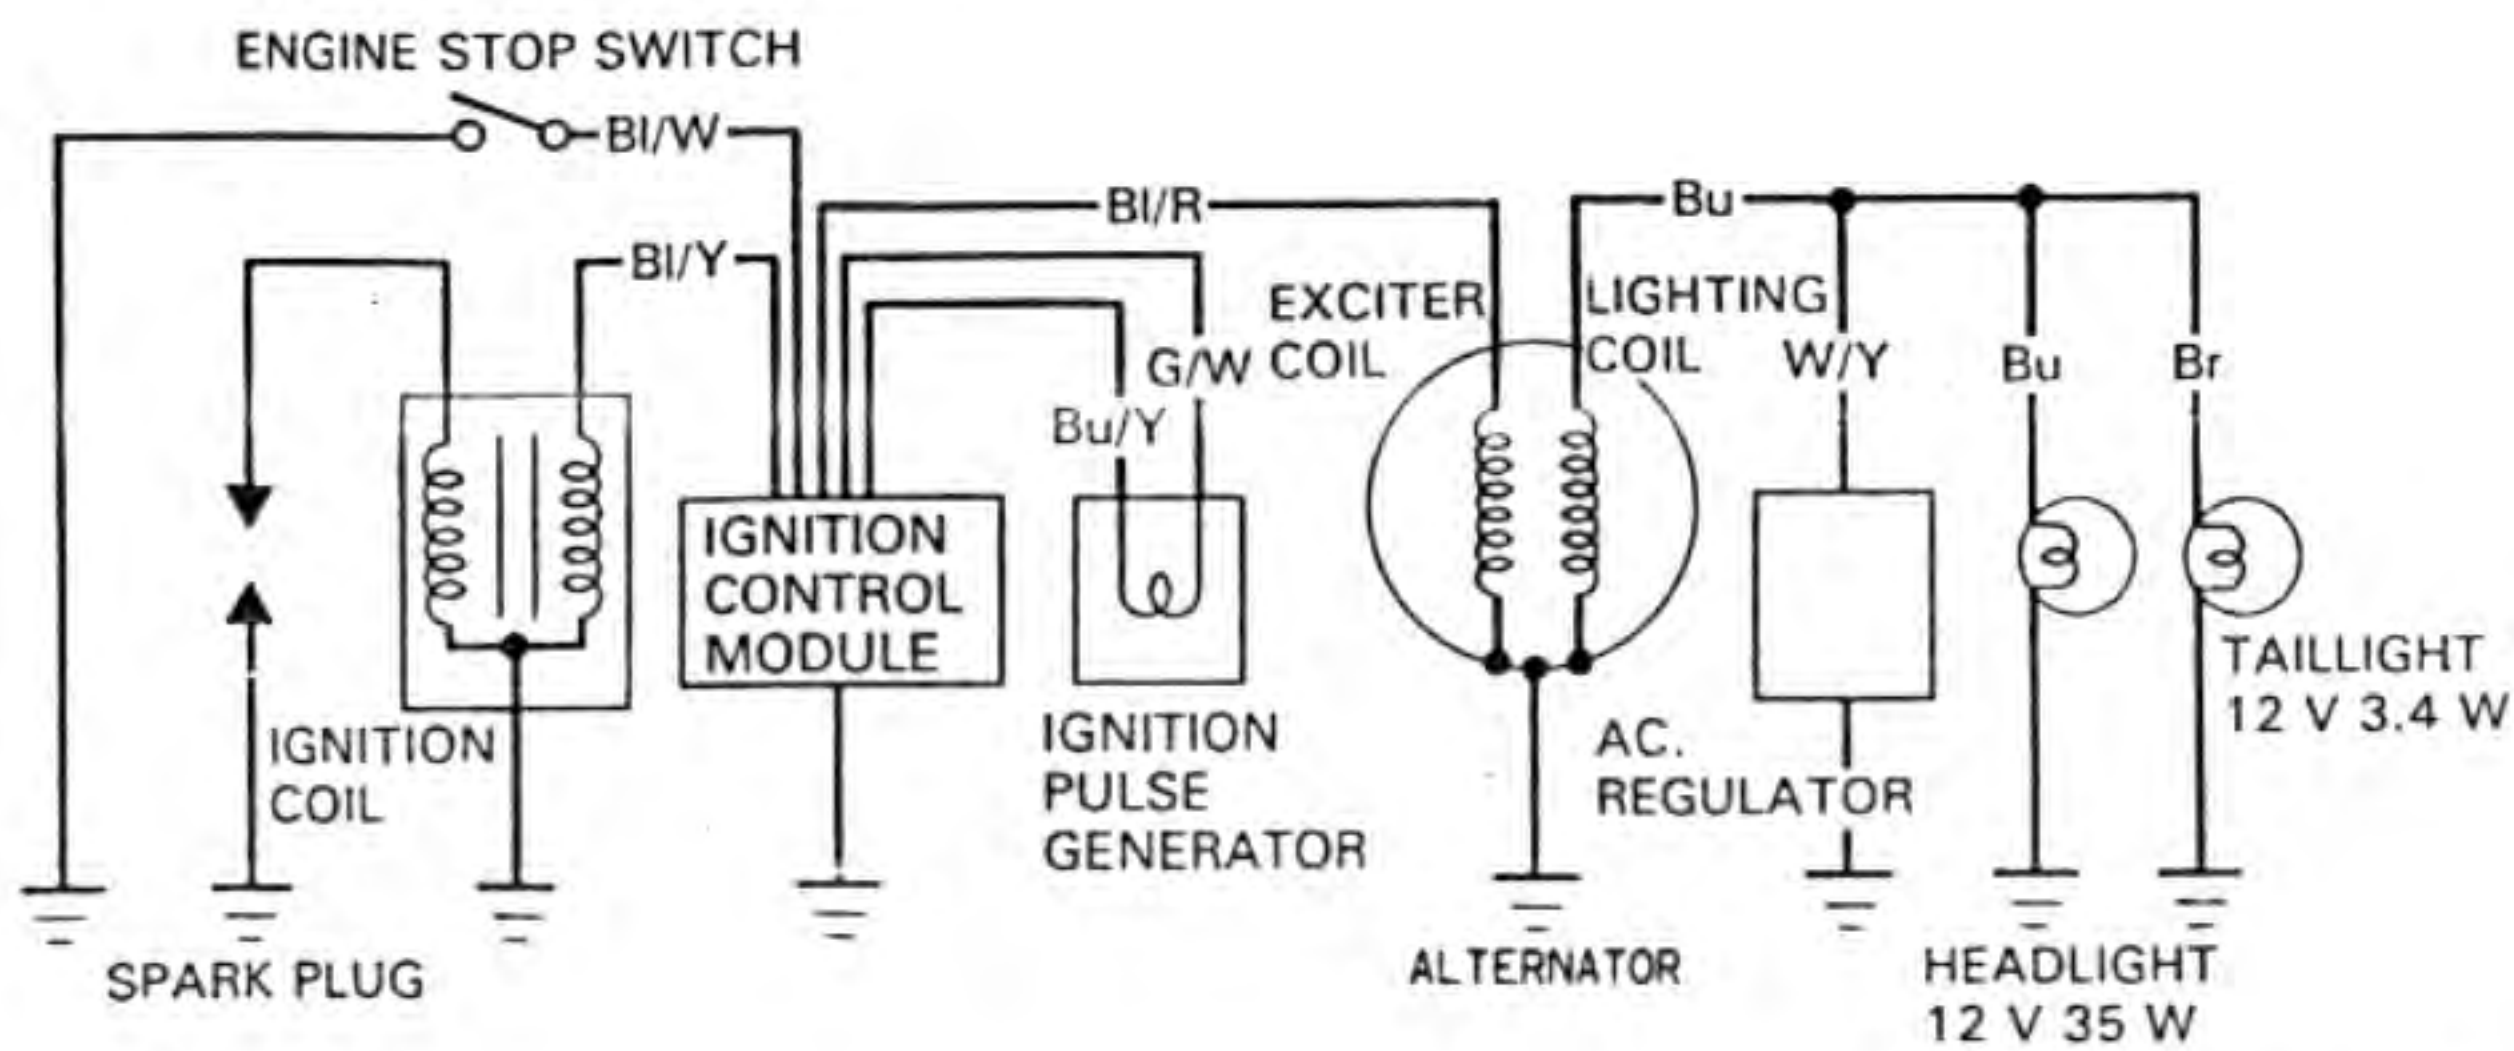 ENGINE STOP SWITCH
Bl/W
Bl/R
Bu
Bl/Y
EXCITER
COIL
LIGHTING
COIL
G/W
W/Y
Bu
Br
Bu/Y
IGNITION
CONTROL
MODULE
TAILLIGHT
12 V 3.4 W
IGNITION
COIL
IGNITION
PULSE
GENERATOR
AC.
REGULATOR
SPARK PLUG
ALTERNATOR
HEADLIGHT
12 V 35 W